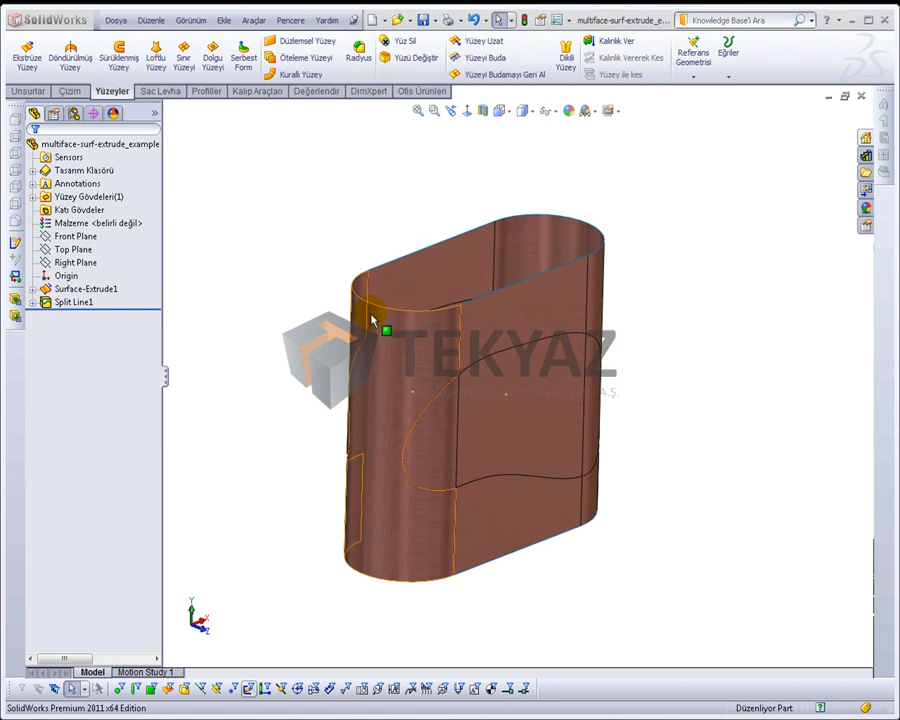 SolidWorks Dosya Düzenle Görünüm Ekle Araçlar Pencere Yardım multiface-surf-extrude_e... Knowledge Base'i Ara
Ekstrüze Yüzey
Döndürülmüş Yüzey
Süreklenmiş Yüzey
Loftlu Yüzey
Sınır Yüzey
Dolgu Yüzey
Serbest Form
Düzlemsel Yüzey
Öteleme Yüzeyi
Kurallı Yüzey
Radyus
Yüz Sil
Yüzü Değiştir
Yüzey Uzat
Yüzeyi Buda
Yüzeyi Budamayı Geri Al
Dikili Yüzey
Kalınlık Ver
Kalınlık Vererek Kes
Yüzey ile kes
Referans Geometrisi
Eğriler
Unsurlar Çizim Yüzeyler Sac Levha Profiller Kalıp Araçları Değerlendir DimXpert Ofis Ürünleri
multiface-surf-extrude_example
Sensors
Tasarım Klasörü
Annotations
Yüzey Gövdeleri(1)
Katı Gövdeler
Malzeme <belirli değil>
Front Plane
Top Plane
Right Plane
Origin
Surface-Extrude1
Split Line1
TEKYAZ
A.Ş.
Y
X
Z
Model Motion Study 1
SolidWorks Premium 2011 x64 Edition Düzenliyor Part